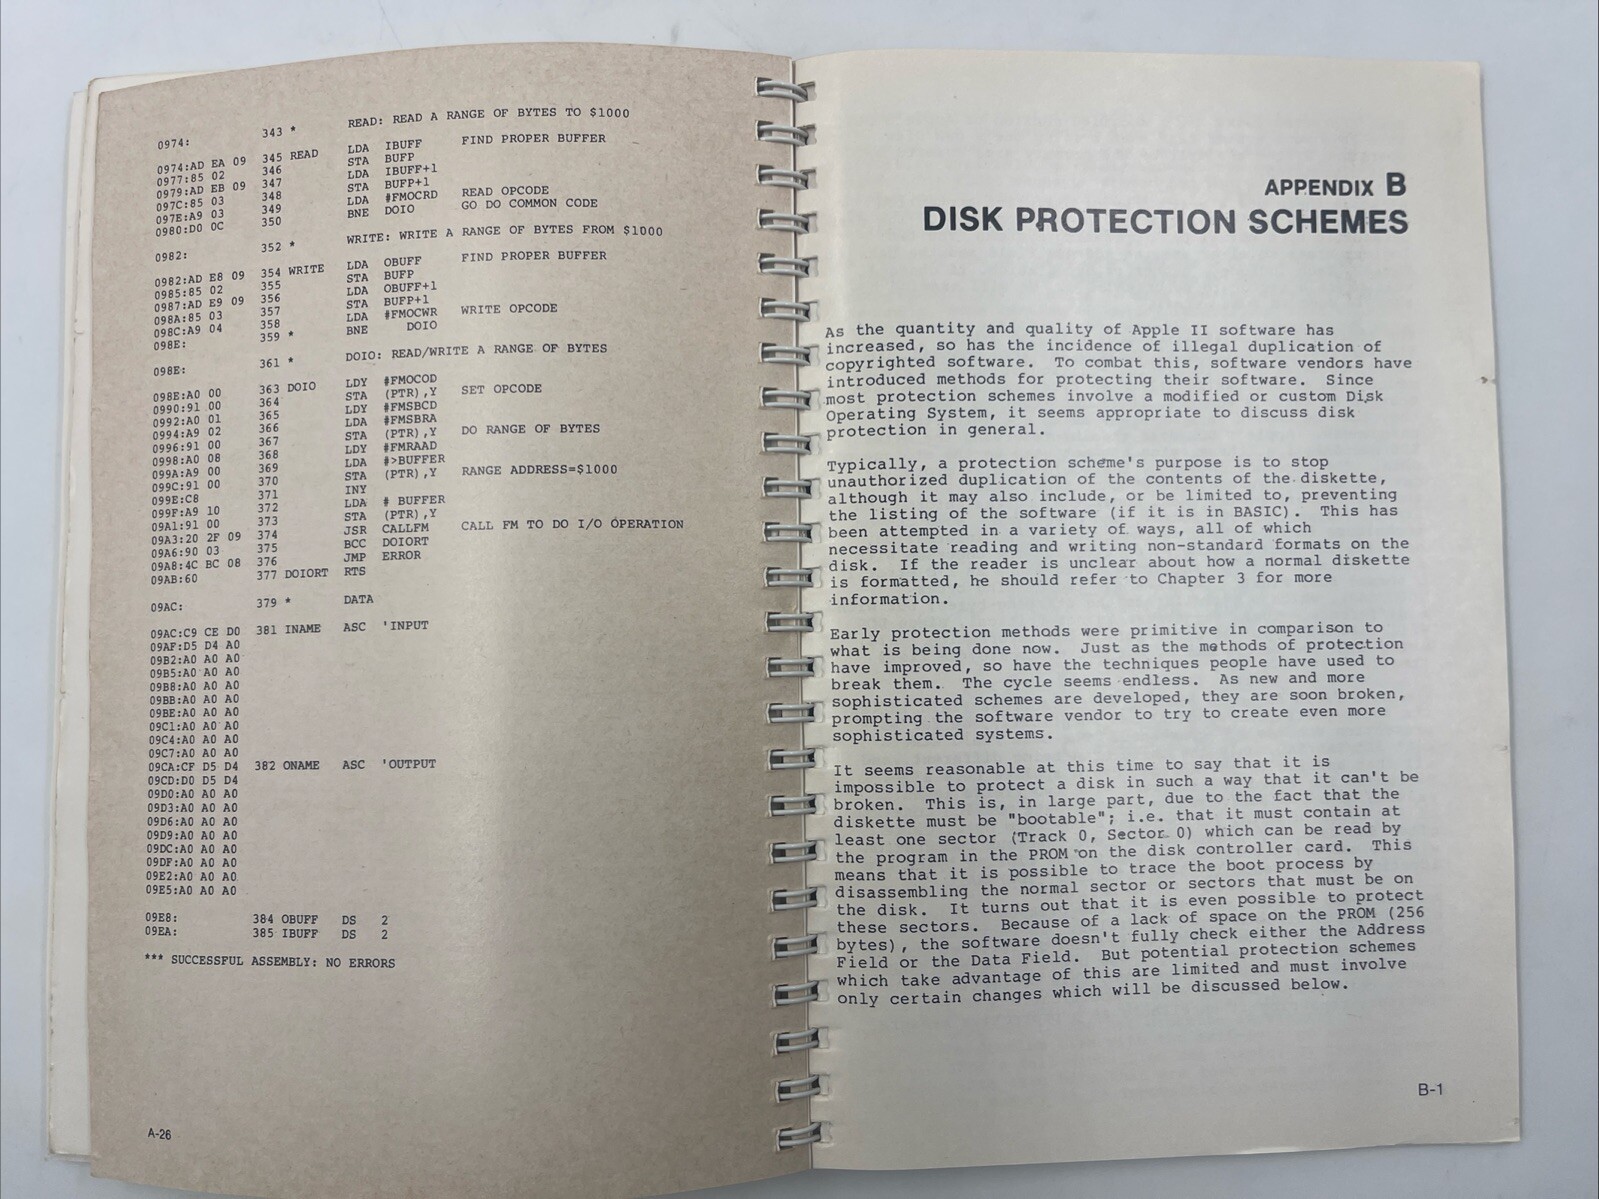 0974: 343 * READ: READ A RANGE OF BYTES TO $1000
0974:AD EA 09 345 READ LDA IBUFF FIND PROPER BUFFER
0977:85 02 346 STA BUFP
0979:AD EB 09 347 LDA IBUFF+1
097C:85 03 348 STA BUFP+1
097E:A9 03 349 LDA #FMOCRD READ OPCODE
0980:D0 0C 350 BNE DOIO GO DO COMMON CODE
0982: 352 * WRITE: WRITE A RANGE OF BYTES FROM $1000
0982:AD E8 09 354 WRITE LDA OBUFF FIND PROPER BUFFER
0985:85 02 355 STA BUFP
0987:AD E9 09 356 LDA OBUFF+1
098A:85 03 357 STA BUFP+1
098C:A9 04 358 LDA #FMOCWR WRITE OPCODE
098E: 359 * BNE DOIO
098E: 361 * DOIO: READ/WRITE A RANGE OF BYTES
098E:A0 00 363 DOIO LDY #FMOCOD
0990:91 00 364 STA (PTR),Y SET OPCODE
0992:A0 01 365 LDY #FMSBCD
0994:A9 02 366 LDA #FMSBRA
0996:91 00 367 STA (PTR),Y DO RANGE OF BYTES
0998:A0 08 368 LDY #FMRAAD
099A:A9 00 369 LDA #>BUFFER
099C:91 00 370 STA (PTR),Y RANGE ADDRESS=$1000
099E:C8 371 INY
099F:A9 10 372 LDA # BUFFER
09A1:91 00 373 STA (PTR),Y
09A3:20 2F 09 374 JSR CALLFM CALL FM TO DO I/O OPERATION
09A6:90 03 375 BCC DOIORT
09A8:4C BC 08 376 JMP ERROR
09AB:60 377 DOIORT RTS
09AC: 379 * DATA
09AC:C9 CE D0 381 INAME ASC 'INPUT
09AF:D5 D4 A0
09B2:A0 A0 A0
09B5:A0 A0 A0
09B8:A0 A0 A0
09BB:A0 A0 A0
09BE:A0 A0 A0
09C1:A0 A0 A0
09C4:A0 A0 A0
09C7:A0 A0 A0
09CA:CF D5 D4 382 ONAME ASC 'OUTPUT
09CD:D0 D5 D4
09D0:A0 A0 A0
09D3:A0 A0 A0
09D6:A0 A0 A0
09D9:A0 A0 A0
09DC:A0 A0 A0
09DF:A0 A0 A0
09E2:A0 A0 A0
09E5:A0 A0 A0
09E8: 384 OBUFF DS 2
09EA: 385 IBUFF DS 2
*** SUCCESSFUL ASSEMBLY: NO ERRORS
A-26
APPENDIX B
DISK PROTECTION SCHEMES
As the quantity and quality of Apple II software has
increased, so has the incidence of illegal duplication of
copyrighted software. To combat this, software vendors have
introduced methods for protecting their software. Since
most protection schemes involve a modified or custom Disk
Operating System, it seems appropriate to discuss disk
protection in general.
Typically, a protection scheme's purpose is to stop
unauthorized duplication of the contents of the diskette,
although it may also include, or be limited to, preventing
the listing of the software (if it is in BASIC). This has
been attempted in a variety of ways, all of which
necessitate reading and writing non-standard formats on the
disk. If the reader is unclear about how a normal diskette
is formatted, he should refer to Chapter 3 for more
information.
Early protection methods were primitive in comparison to
what is being done now. Just as the methods of protection
have improved, so have the techniques people have used to
break them. The cycle seems endless. As new and more
sophisticated schemes are developed, they are soon broken,
prompting the software vendor to try to create even more
sophisticated systems.
It seems reasonable at this time to say that it is
impossible to protect a disk in such a way that it can't be
broken. This is, in large part, due to the fact that the
diskette must be "bootable"; i.e. that it must contain at
least one sector (Track 0, Sector 0) which can be read by
the program in the PROM on the disk controller card. This
means that it is possible to trace the boot process by
disassembling the normal sector or sectors that must be on
the disk. It turns out that it is even possible to protect
these sectors. Because of a lack of space on the PROM (256
bytes), the software doesn't fully check either the Address
Field or the Data Field. But potential protection schemes
which take advantage of this are limited and must involve
only certain changes which will be discussed below.
B-1